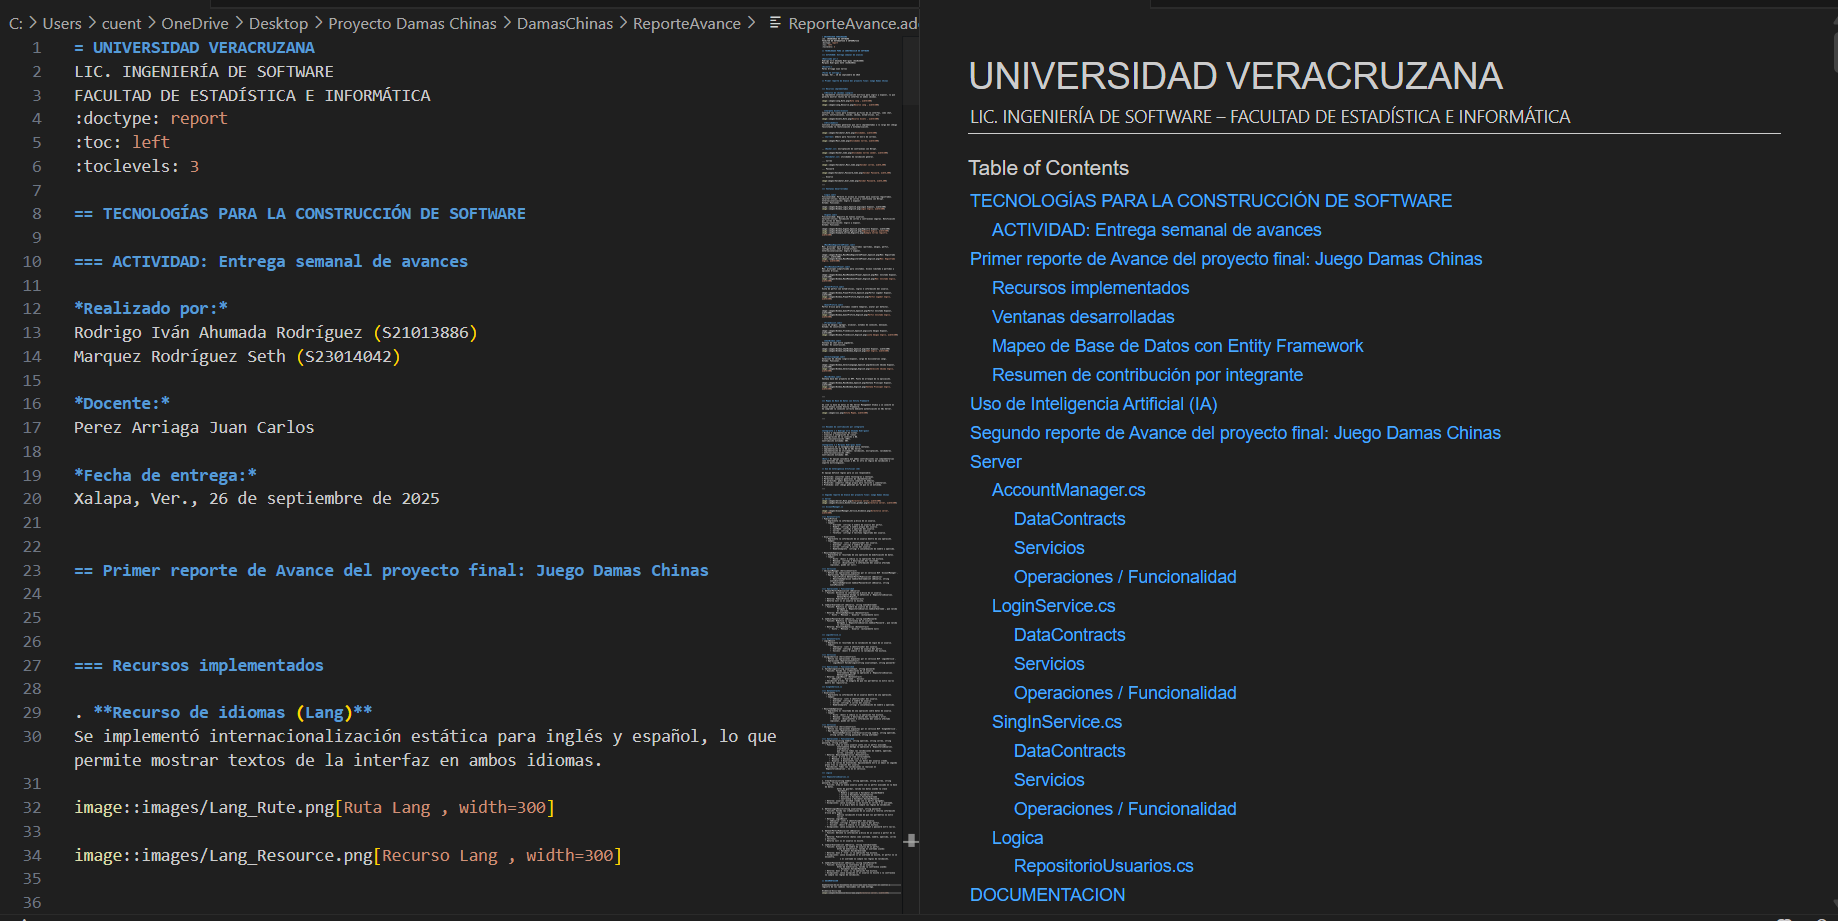 C: > Users > cuent > OneDrive > Desktop > Proyecto Damas Chinas > DamasChinas > ReporteAvance > ReporteAvance.ad
1 = UNIVERSIDAD VERACRUZANA
2 LIC. INGENIERÍA DE SOFTWARE
3 FACULTAD DE ESTADÍSTICA E INFORMÁTICA
4 :doctype: report
5 :toc: left
6 :toclevels: 3
7
8 == TECNOLOGÍAS PARA LA CONSTRUCCIÓN DE SOFTWARE
9
10 === ACTIVIDAD: Entrega semanal de avances
11
12 *Realizado por:*
13 Rodrigo Iván Ahumada Rodríguez (S21013886)
14 Marquez Rodríguez Seth (S23014042)
15
16 *Docente:*
17 Perez Arriaga Juan Carlos
18
19 *Fecha de entrega:*
20 Xalapa, Ver., 26 de septiembre de 2025
21
22
23 == Primer reporte de Avance del proyecto final: Juego Damas Chinas
24
25
26
27 === Recursos implementados
28
29 . **Recurso de idiomas (Lang)**
30 Se implementó internacionalización estática para inglés y español, lo que
permite mostrar textos de la interfaz en ambos idiomas.
31
32 image::images/Lang_Rute.png[Ruta Lang , width=300]
33
34 image::images/Lang_Resource.png[Recurso Lang , width=300]
35
36
UNIVERSIDAD VERACRUZANA
LIC. INGENIERÍA DE SOFTWARE – FACULTAD DE ESTADÍSTICA E INFORMÁTICA
Table of Contents
TECNOLOGÍAS PARA LA CONSTRUCCIÓN DE SOFTWARE
ACTIVIDAD: Entrega semanal de avances
Primer reporte de Avance del proyecto final: Juego Damas Chinas
Recursos implementados
Ventanas desarrolladas
Mapeo de Base de Datos con Entity Framework
Resumen de contribución por integrante
Uso de Inteligencia Artificial (IA)
Segundo reporte de Avance del proyecto final: Juego Damas Chinas
Server
AccountManager.cs
DataContracts
Servicios
Operaciones / Funcionalidad
LoginService.cs
DataContracts
Servicios
Operaciones / Funcionalidad
SingInService.cs
DataContracts
Servicios
Operaciones / Funcionalidad
Logica
RepositorioUsuarios.cs
DOCUMENTACION